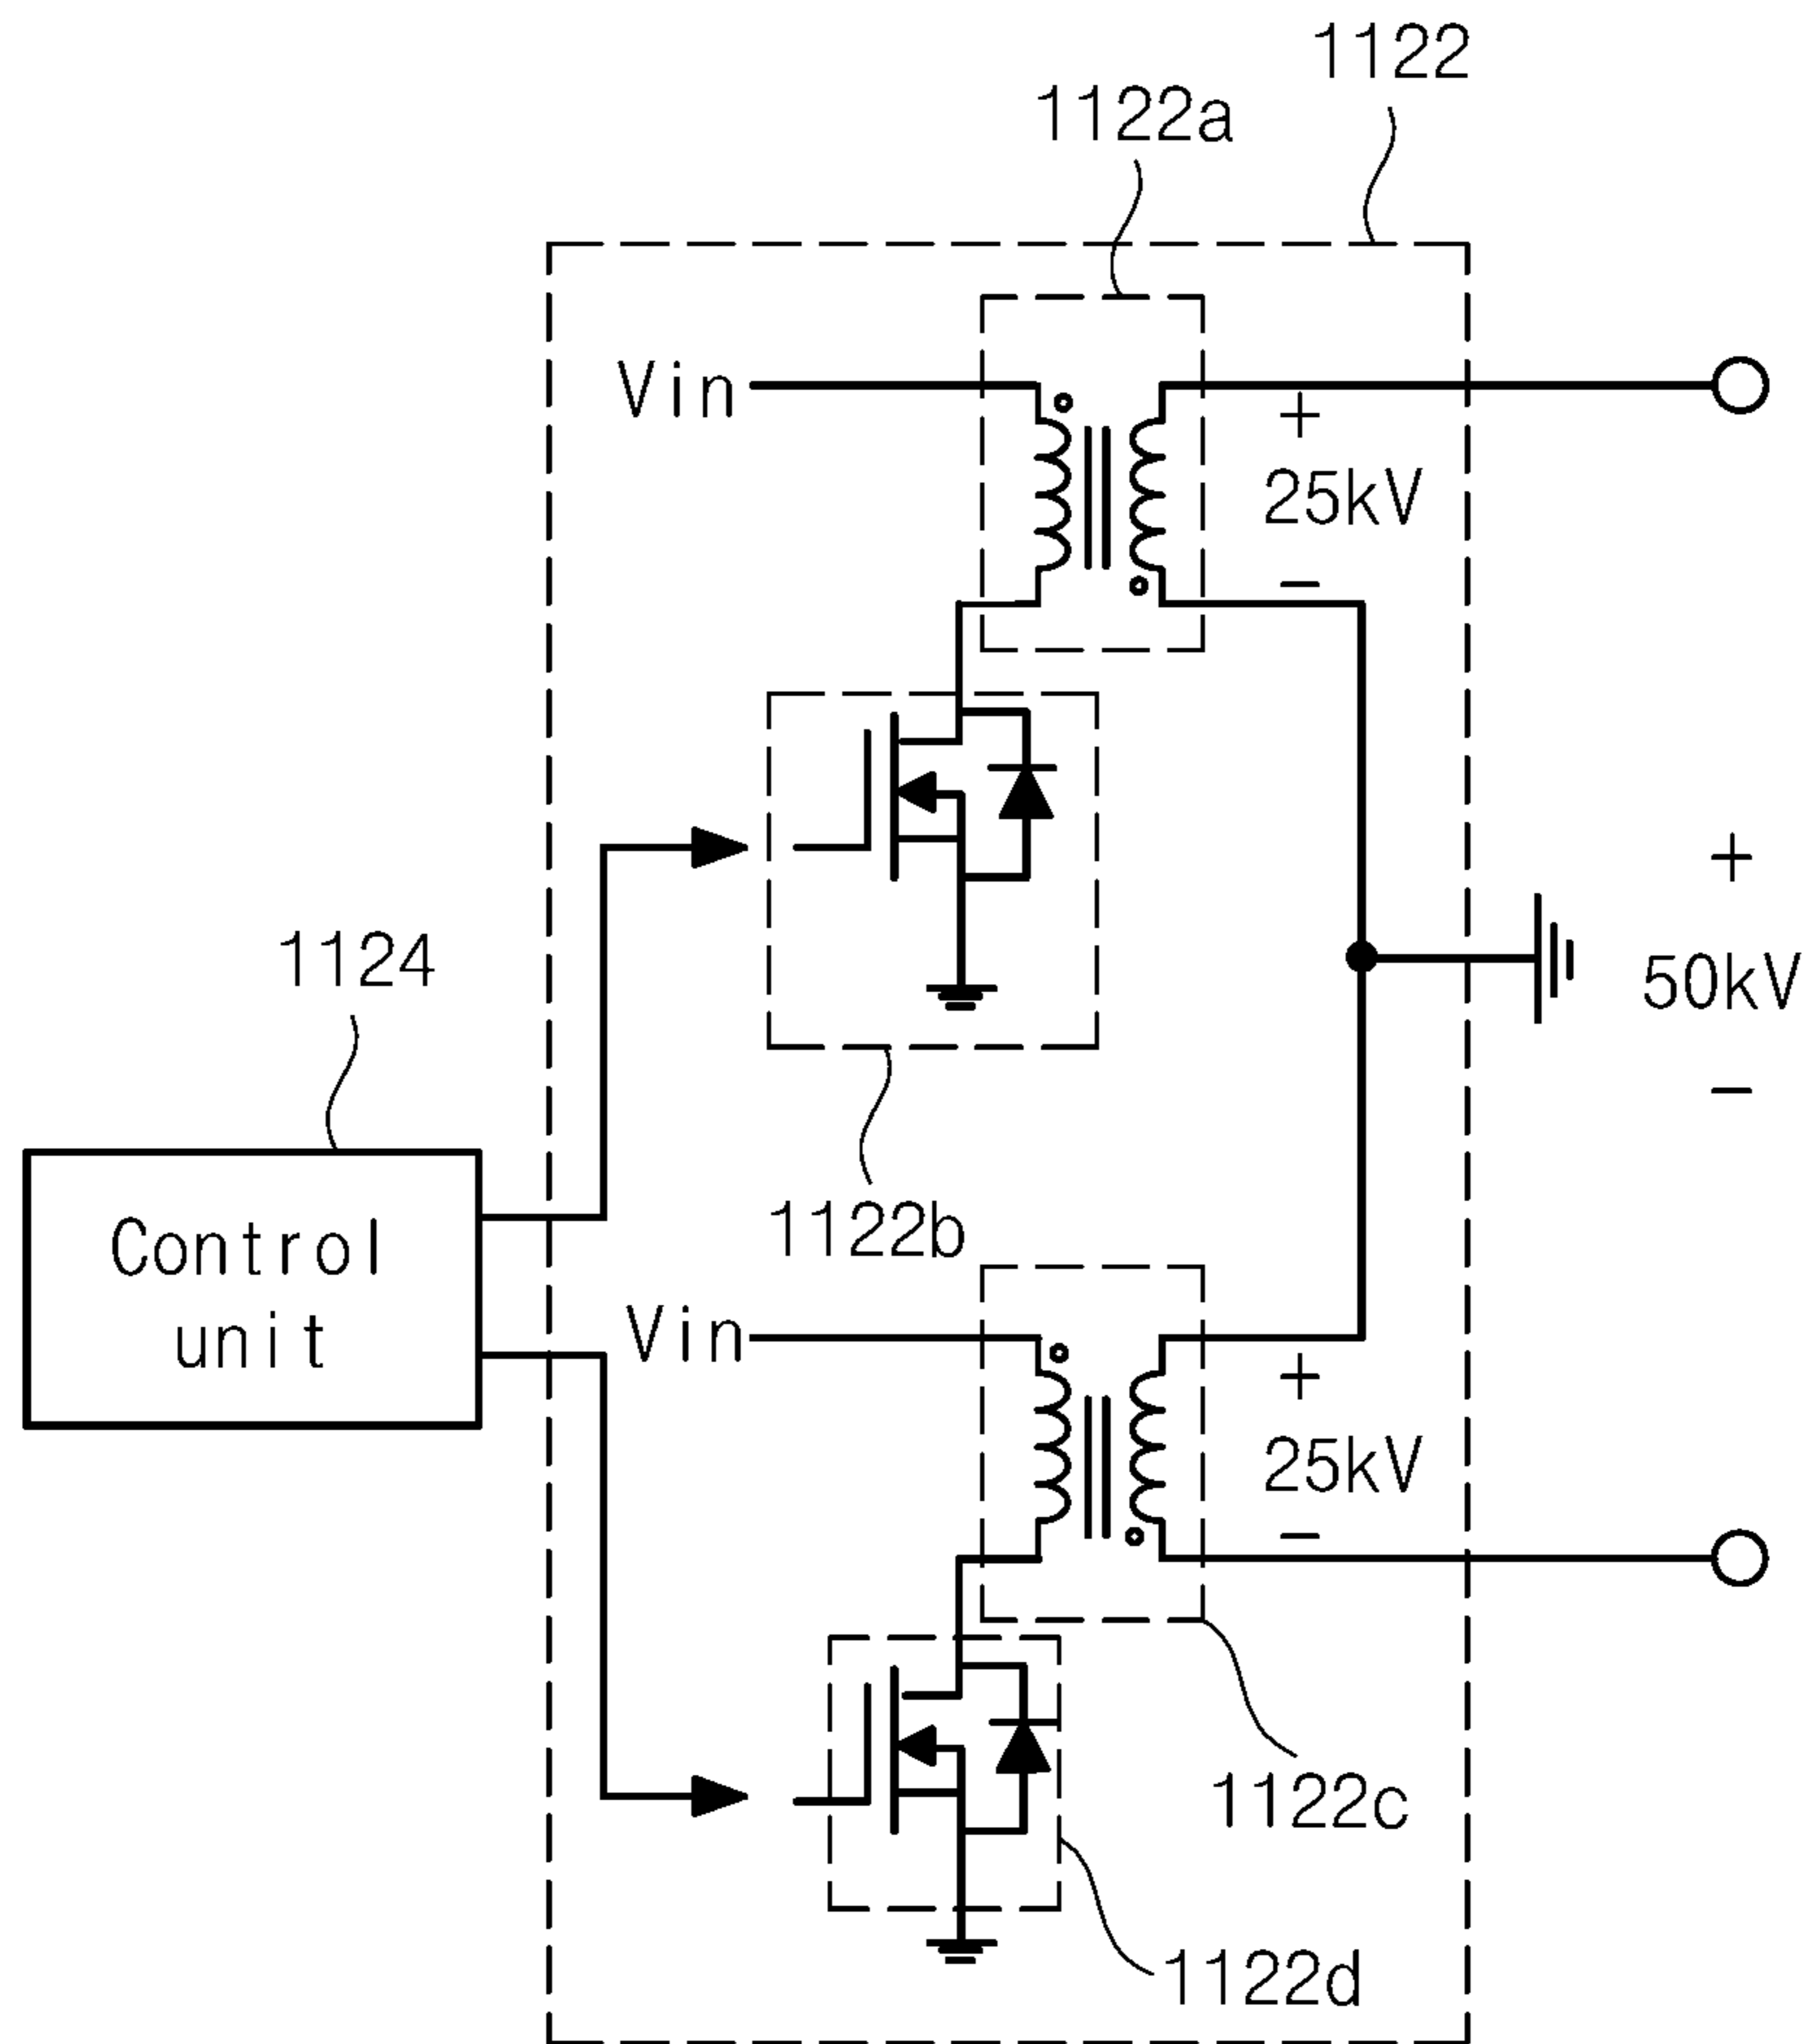 1122
1122a
Vin
+
25kV
−
+
50kV
−
1124
Control
unit
1122b
Vin
+
25kV
−
1122c
1122d